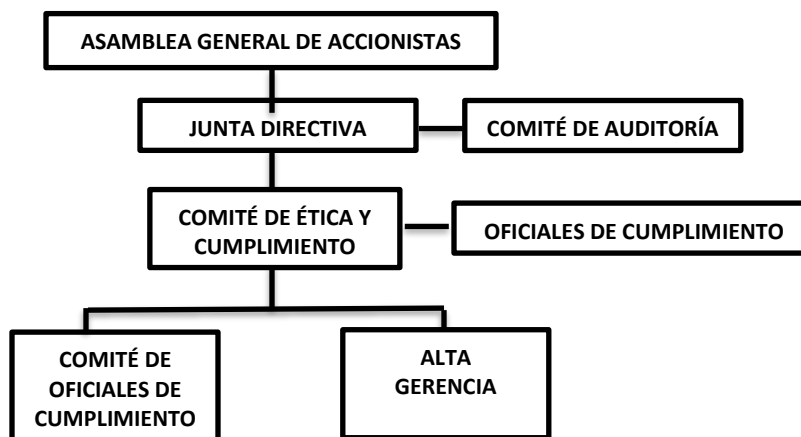 ASAMBLEA GENERAL DE ACCIONISTAS
JUNTA DIRECTIVA
COMITÉ DE AUDITORÍA
COMITÉ DE ÉTICA Y
CUMPLIMIENTO
OFICIALES DE CUMPLIMIENTO
COMITÉ DE
OFICIALES DE
CUMPLIMIENTO
ALTA
GERENCIA